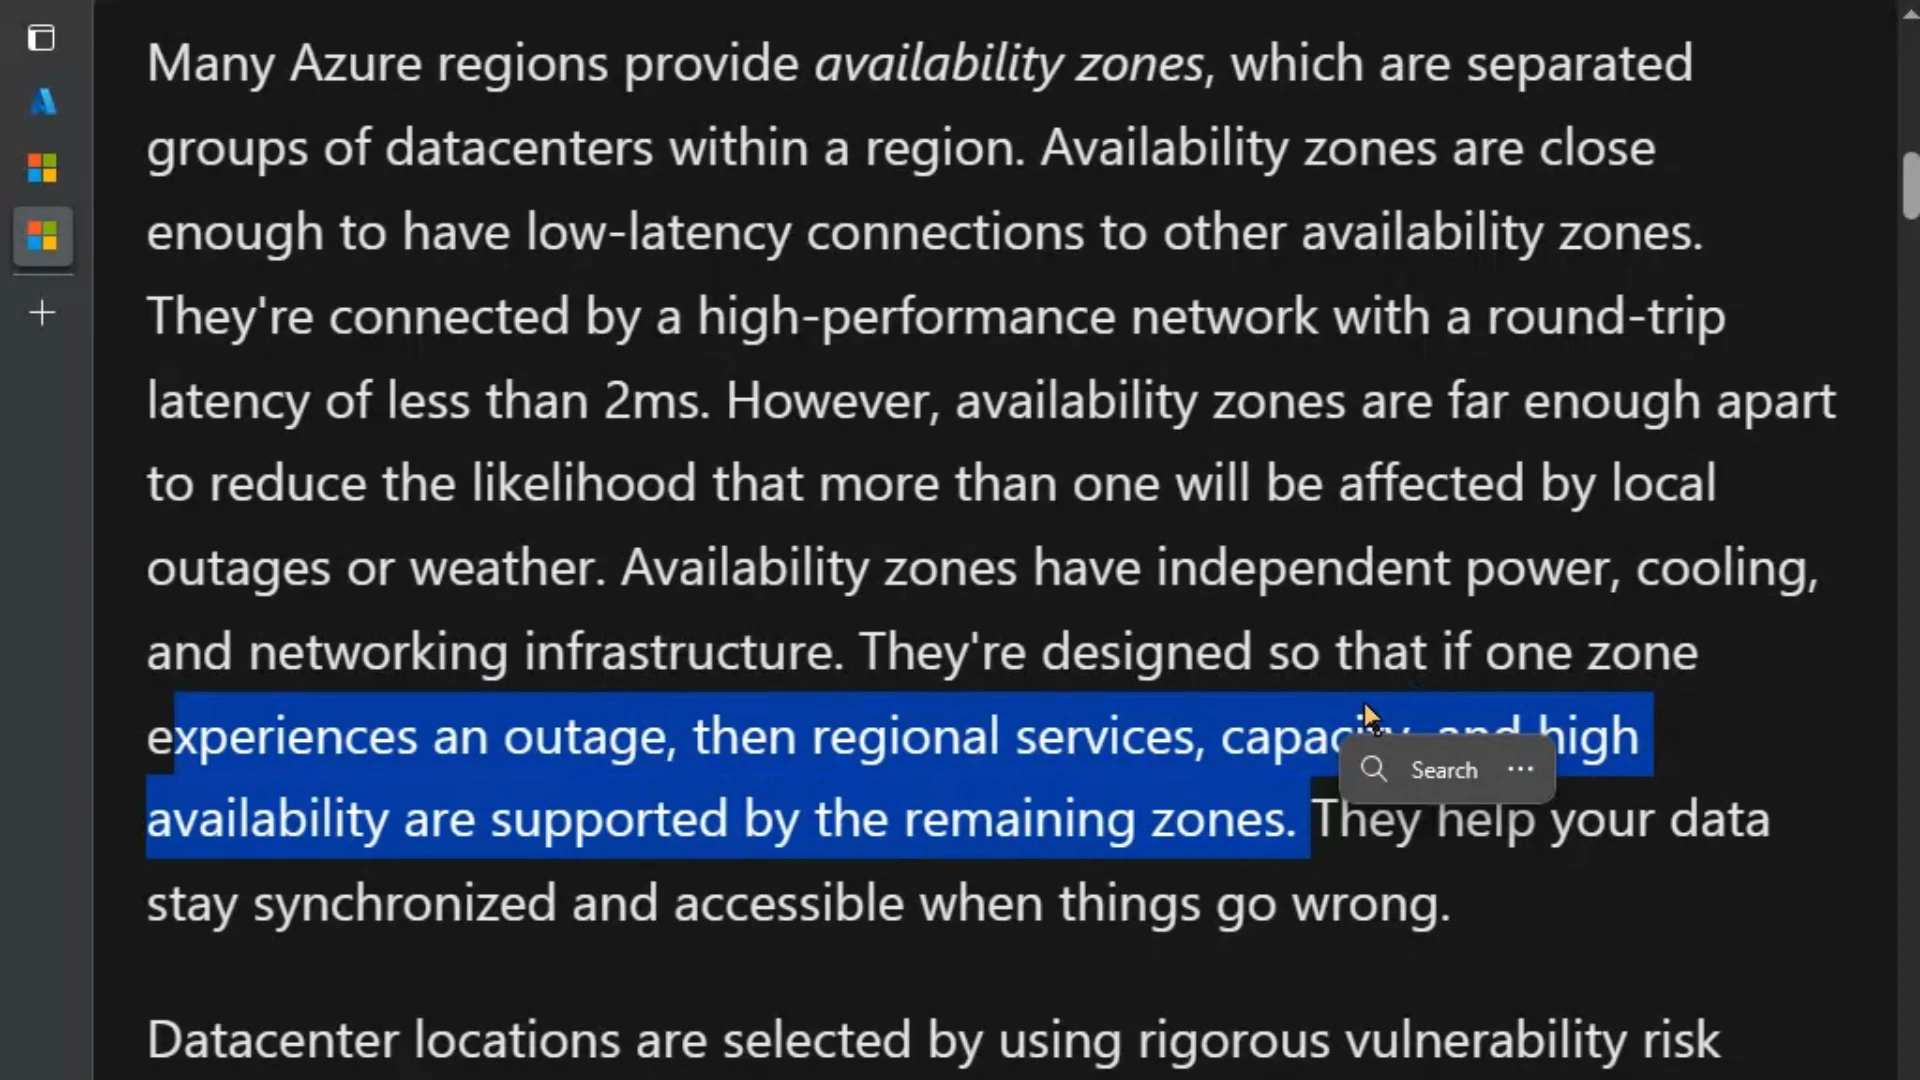 Many Azure regions provide availability zones, which are separated
groups of datacenters within a region. Availability zones are close
enough to have low-latency connections to other availability zones.
They're connected by a high-performance network with a round-trip
latency of less than 2ms. However, availability zones are far enough apart
to reduce the likelihood that more than one will be affected by local
outages or weather. Availability zones have independent power, cooling,
and networking infrastructure. They're designed so that if one zone
experiences an outage, then regional services, capacity, and high
Search ···
availability are supported by the remaining zones. They help your data
stay synchronized and accessible when things go wrong.
Datacenter locations are selected by using rigorous vulnerability risk